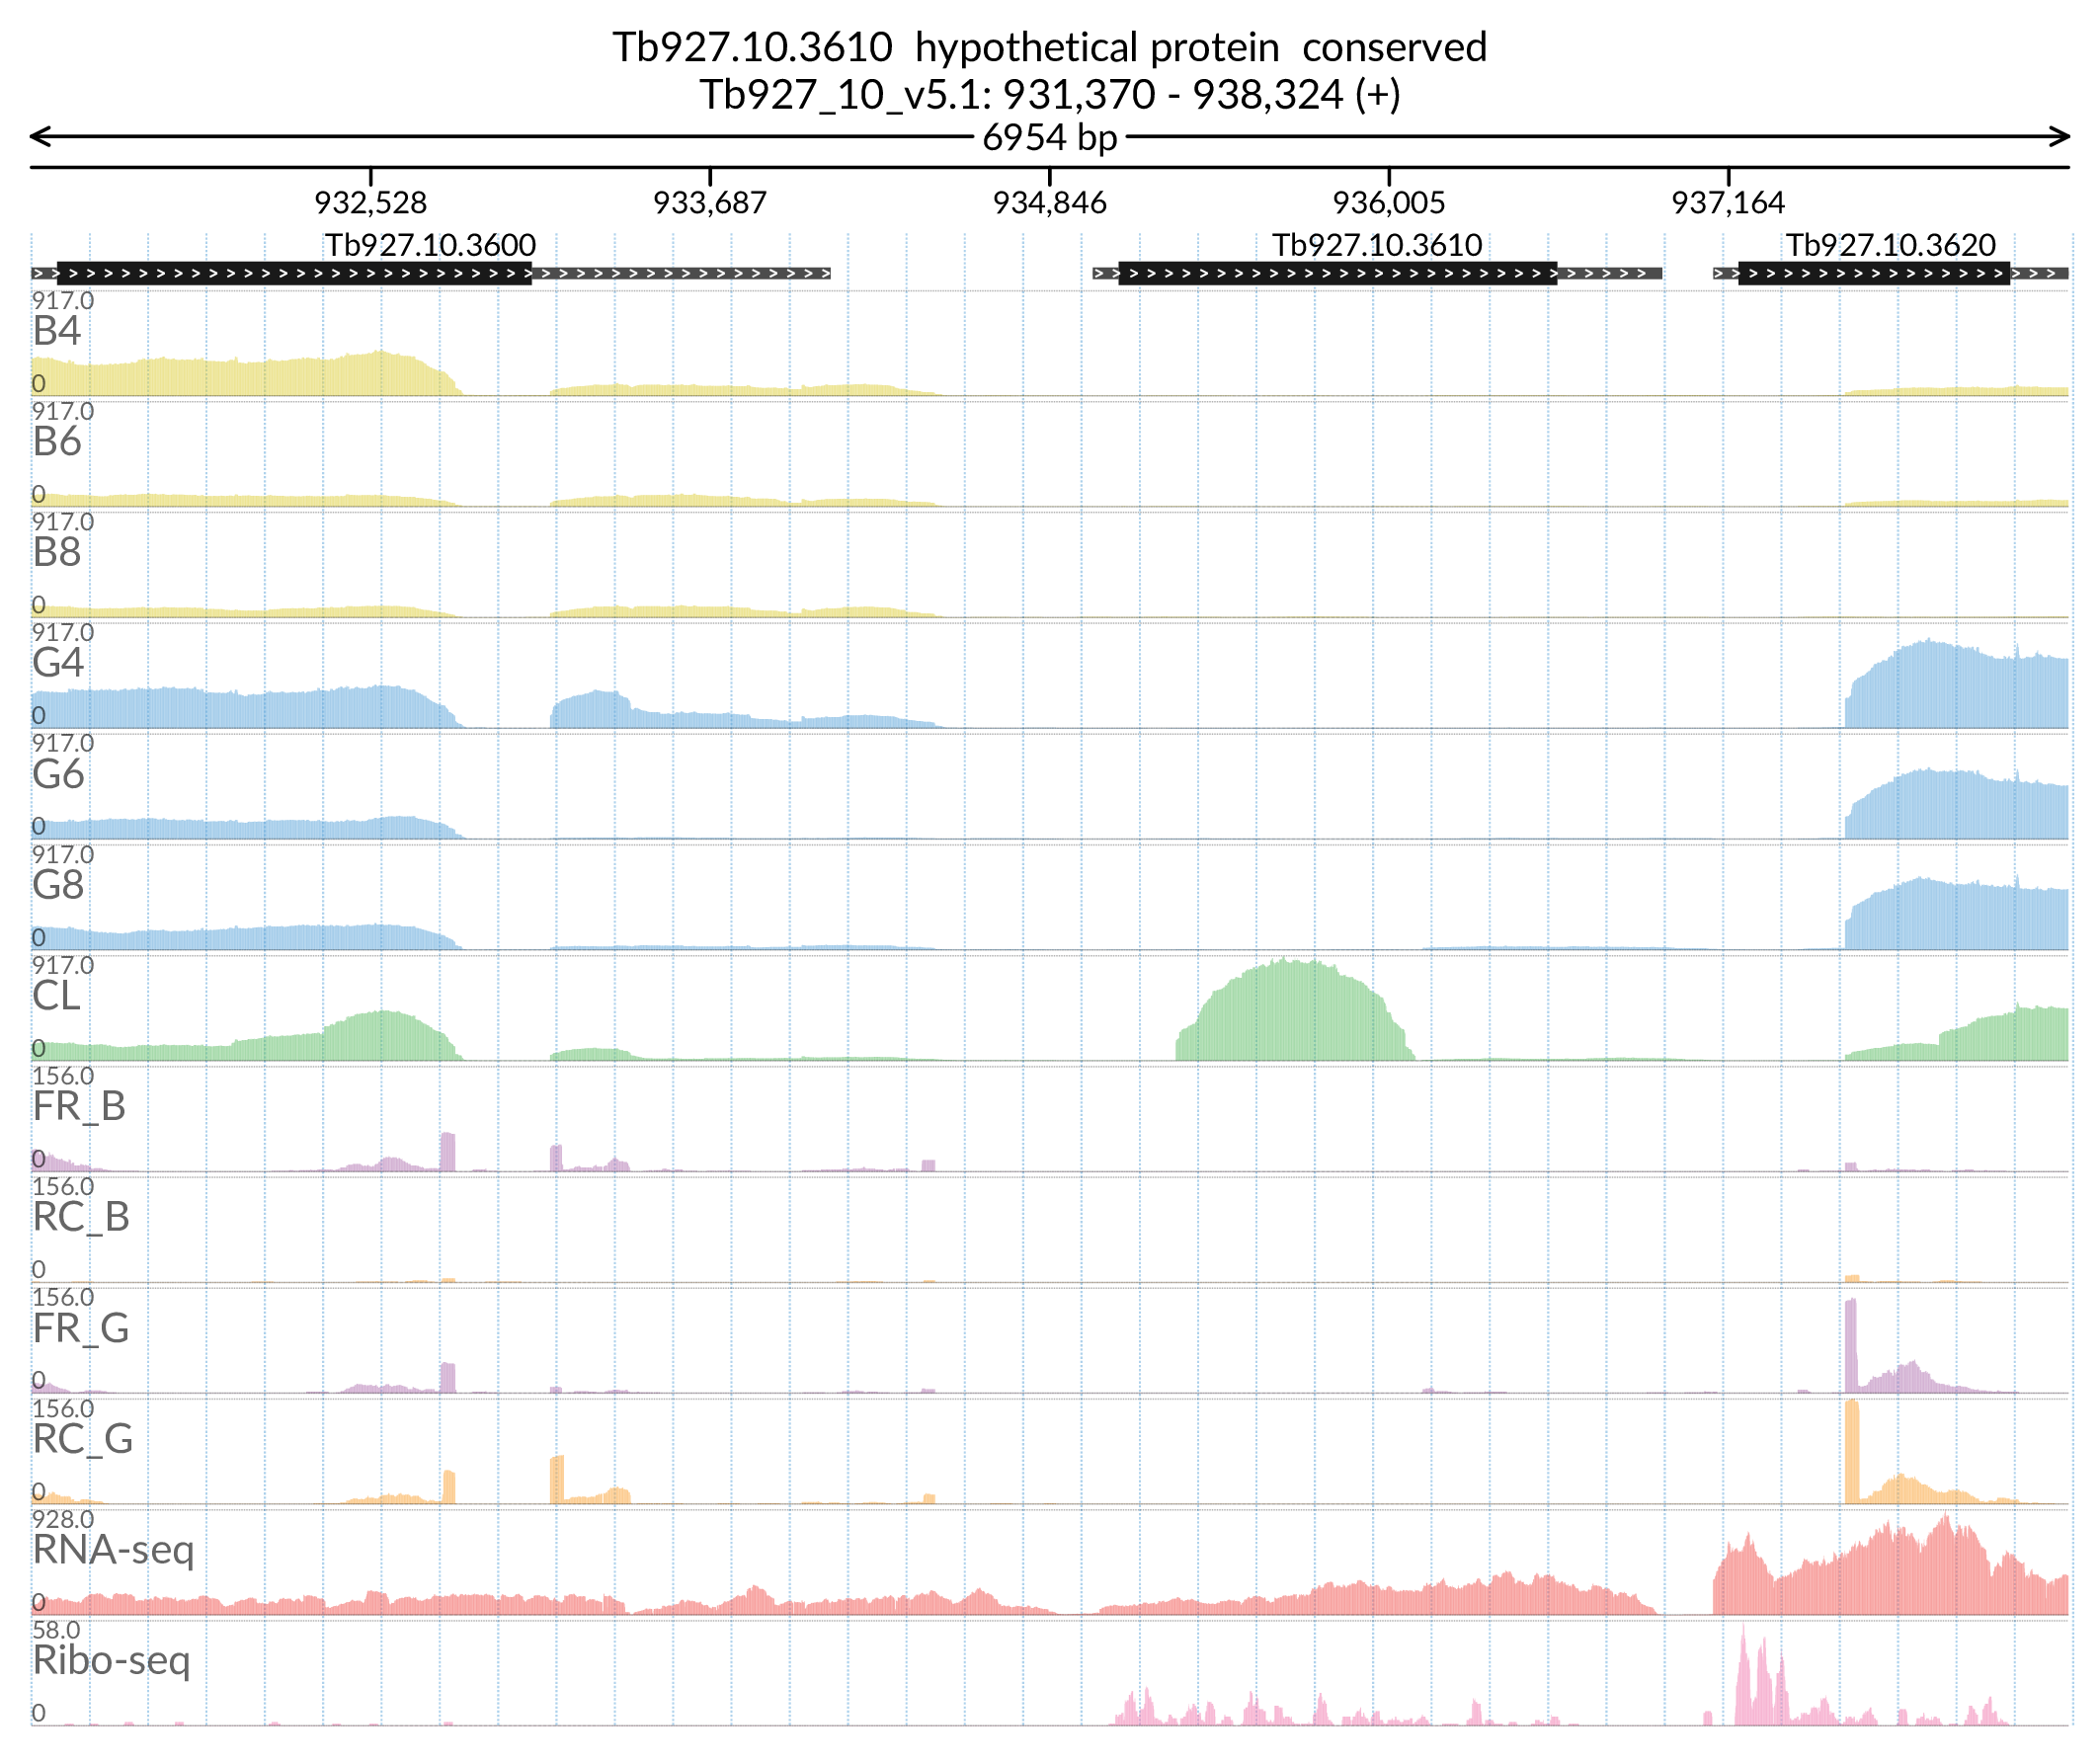 Tb927.10.3610 hypothetical protein conserved
Tb927_10_v5.1: 931,370 - 938,324 (+)
6954 bp
932,528 933,687 934,846 936,005 937,164
Tb927.10.3600 Tb927.10.3610 Tb927.10.3620
917.0
B4
0
917.0
B6
0
917.0
B8
0
917.0
G4
0
917.0
G6
0
917.0
G8
0
917.0
CL
0
156.0
FR_B
0
156.0
RC_B
0
156.0
FR_G
0
156.0
RC_G
0
928.0
RNA-seq
0
58.0
Ribo-seq
0